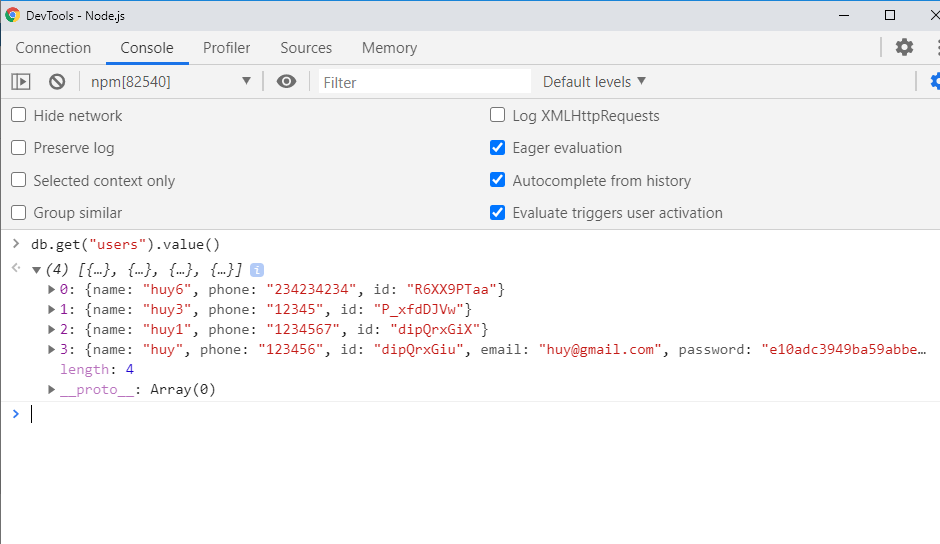 DevTools - Node.js
Connection Console Profiler Sources Memory
npm[82540] ▼ Filter Default levels ▼
Hide network Log XMLHttpRequests
Preserve log Eager evaluation
Selected context only Autocomplete from history
Group similar Evaluate triggers user activation
> db.get("users").value()
(4) [{…}, {…}, {…}, {…}] i
0: {name: "huy6", phone: "234234234", id: "R6XX9PTaa"}
1: {name: "huy3", phone: "12345", id: "P_xfdDJVw"}
2: {name: "huy1", phone: "1234567", id: "dipQrxGiX"}
3: {name: "huy", phone: "123456", id: "dipQrxGiu", email: "huy@gmail.com", password: "e10adc3949ba59abbe…
length: 4
__proto__: Array(0)
>